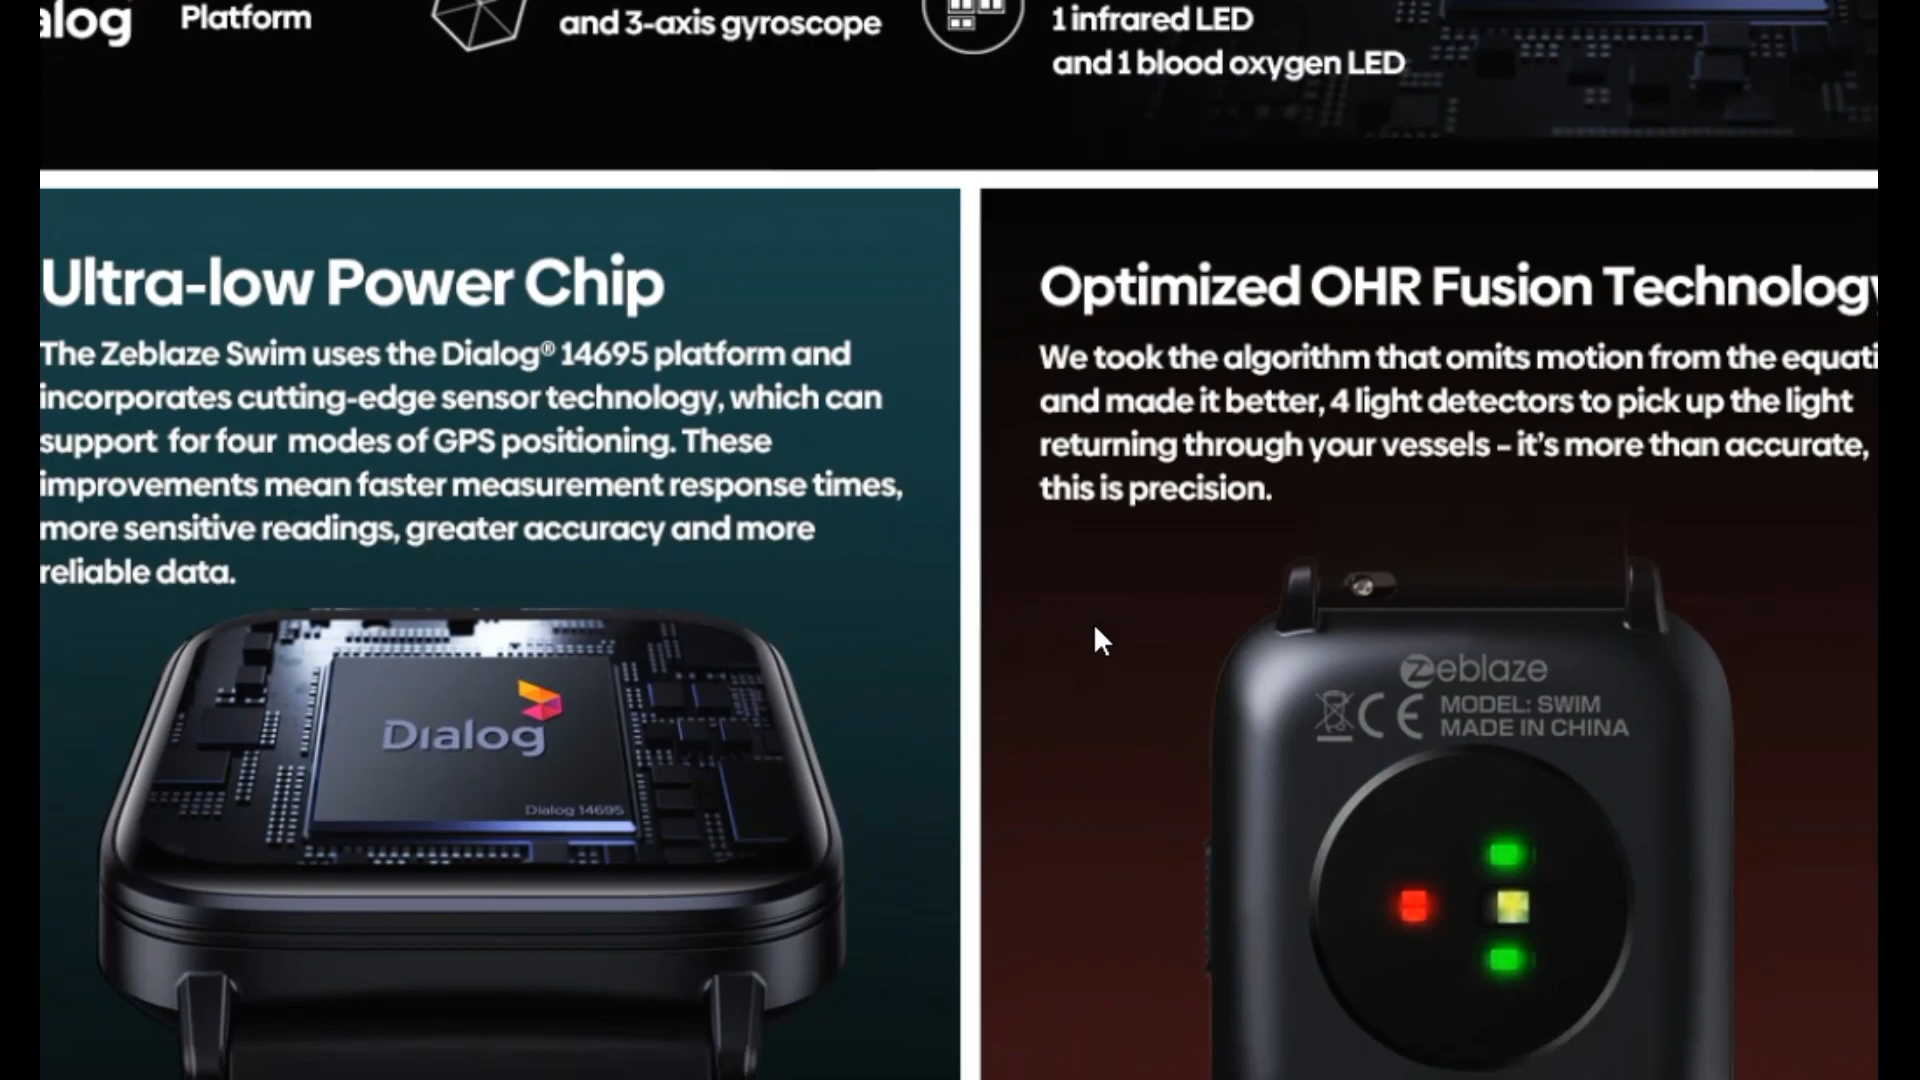 alog
Platform
and 3-axis gyroscope
1 infrared LED
and 1 blood oxygen LED
Ultra-low Power Chip
The Zeblaze Swim uses the Dialog® 14695 platform and
incorporates cutting-edge sensor technology, which can
support for four modes of GPS positioning. These
improvements mean faster measurement response times,
more sensitive readings, greater accuracy and more
reliable data.
Dialog
Dialog 14695
Optimized OHR Fusion Technology
We took the algorithm that omits motion from the equati
and made it better, 4 light detectors to pick up the light
returning through your vessels – it’s more than accurate,
this is precision.
Zeblaze
CE MODEL: SWIM
MADE IN CHINA